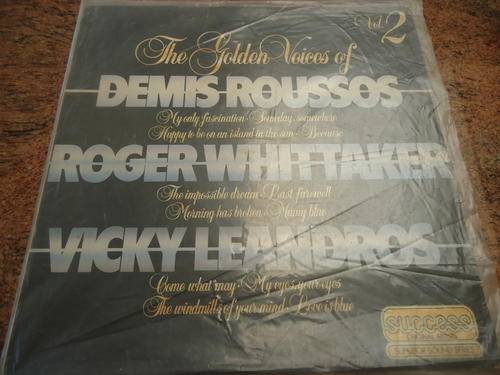 Vol. 2
The Golden Voices of
DEMIS ROUSSOS
My only fascination · Someday, somewhere
Happy to be on an island in the sun · Because
ROGER WHITTAKER
The impossible dream · Last farewell
Morning has broken · Mamy blue
VICKY LEANDROS
Come what may · My eyes, your eyes
The windmills of your mind · Love is blue
success